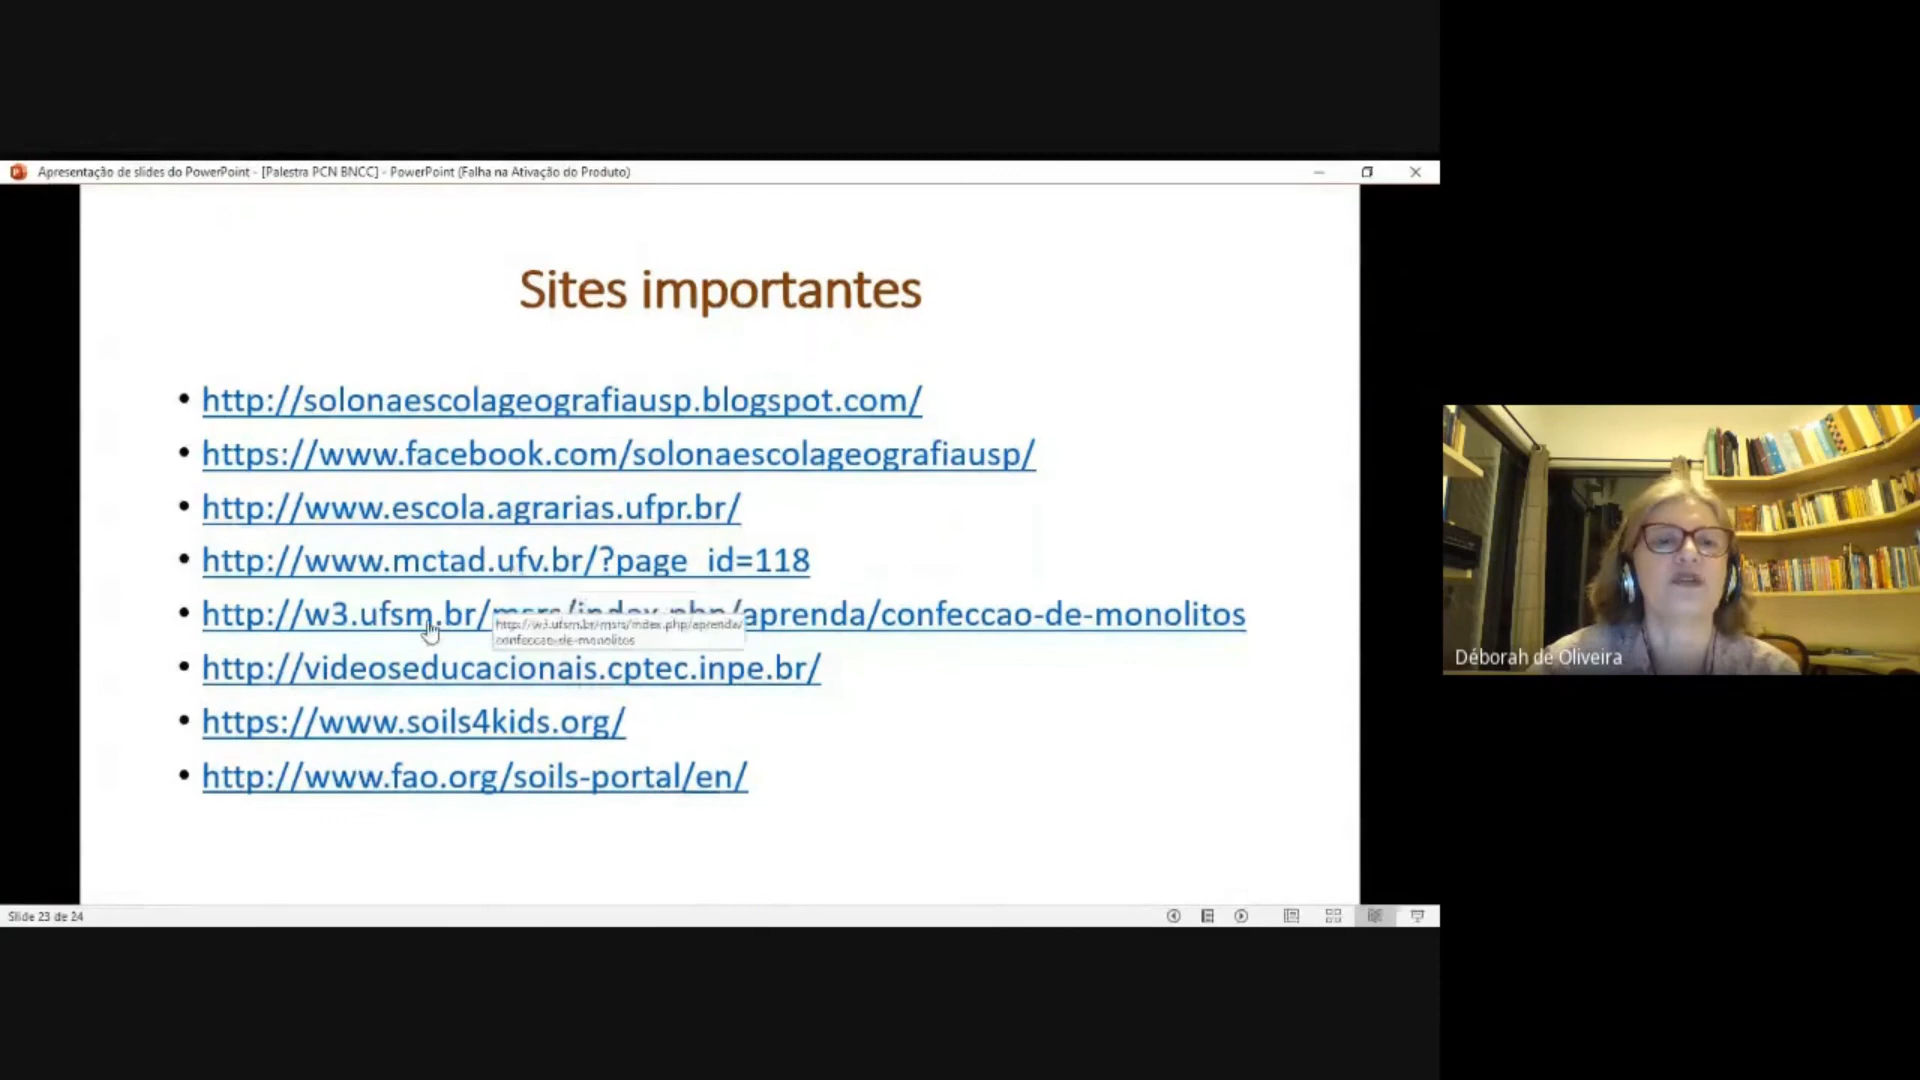 Apresentação de slides do PowerPoint - [Palestra PCN BNCC] - PowerPoint (Falha na Ativação do Produto)
Sites importantes
• http://solonaescolageografiausp.blogspot.com/
• https://www.facebook.com/solonaescolageografiausp/
• http://www.escola.agrarias.ufpr.br/
• http://www.mctad.ufv.br/?page_id=118
• http://w3.ufsm.br/msrs/index.php/aprenda/confeccao-de-monolitos
http://w3.ufsm.br/msrs/index.php/aprenda/
confeccao-de-monolitos
• http://videoseducacionais.cptec.inpe.br/
• https://www.soils4kids.org/
• http://www.fao.org/soils-portal/en/
Déborah de Oliveira
Slide 23 de 24